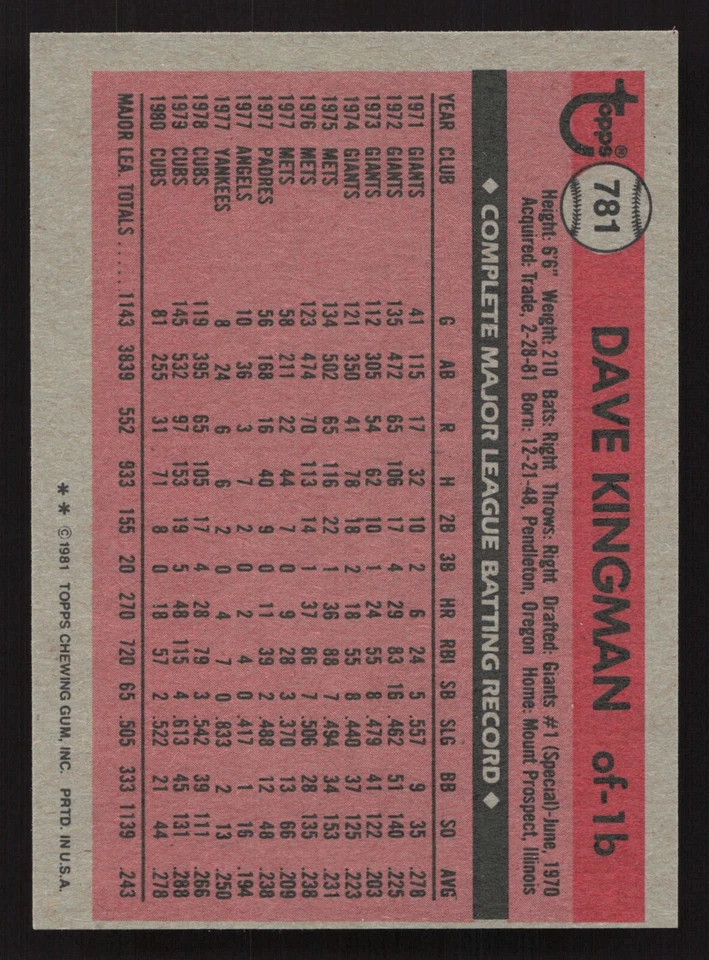 Topps®
781
DAVE KINGMAN of-1b
Height: 6'6" Weight: 210 Bats: Right Throws: Right Drafted: Giants #1 (Special)-June, 1970
Acquired: Trade, 2-28-81 Born: 12-21-48, Pendleton, Oregon Home: Mount Prospect, Illinois
◆ COMPLETE MAJOR LEAGUE BATTING RECORD ◆
YEAR CLUB G AB R H 2B 3B HR RBI SB SLG BB SO AVG
1971 GIANTS 41 115 17 32 10 2 6 24 5 .557 9 35 .278
1972 GIANTS 135 472 65 106 17 4 29 83 16 .462 51 140 .225
1973 GIANTS 112 305 54 62 10 1 24 55 8 .479 41 122 .203
1974 GIANTS 121 350 41 78 18 2 18 55 8 .440 37 125 .223
1975 METS 134 502 65 116 22 1 36 88 7 .494 34 153 .231
1976 METS 123 474 70 113 14 1 37 86 7 .506 28 135 .238
1977 METS 58 211 22 44 7 0 9 28 3 .370 13 66 .209
1977 PADRES 56 168 16 40 9 0 11 39 2 .488 12 48 .238
1977 ANGELS 10 36 3 7 2 0 2 4 0 .417 1 16 .194
1977 YANKEES 8 24 6 6 2 0 4 7 0 .833 2 13 .250
1978 CUBS 119 395 65 105 17 4 28 79 3 .542 39 111 .266
1979 CUBS 145 532 97 153 19 5 48 115 4 .613 45 131 .288
1980 CUBS 81 255 31 71 8 0 18 57 2 .522 21 44 .278
MAJOR LEA. TOTALS ..... 1143 3839 552 933 155 20 270 720 65 .505 333 1139 .243
** ©1981 TOPPS CHEWING GUM, INC. PRTD. IN U.S.A.